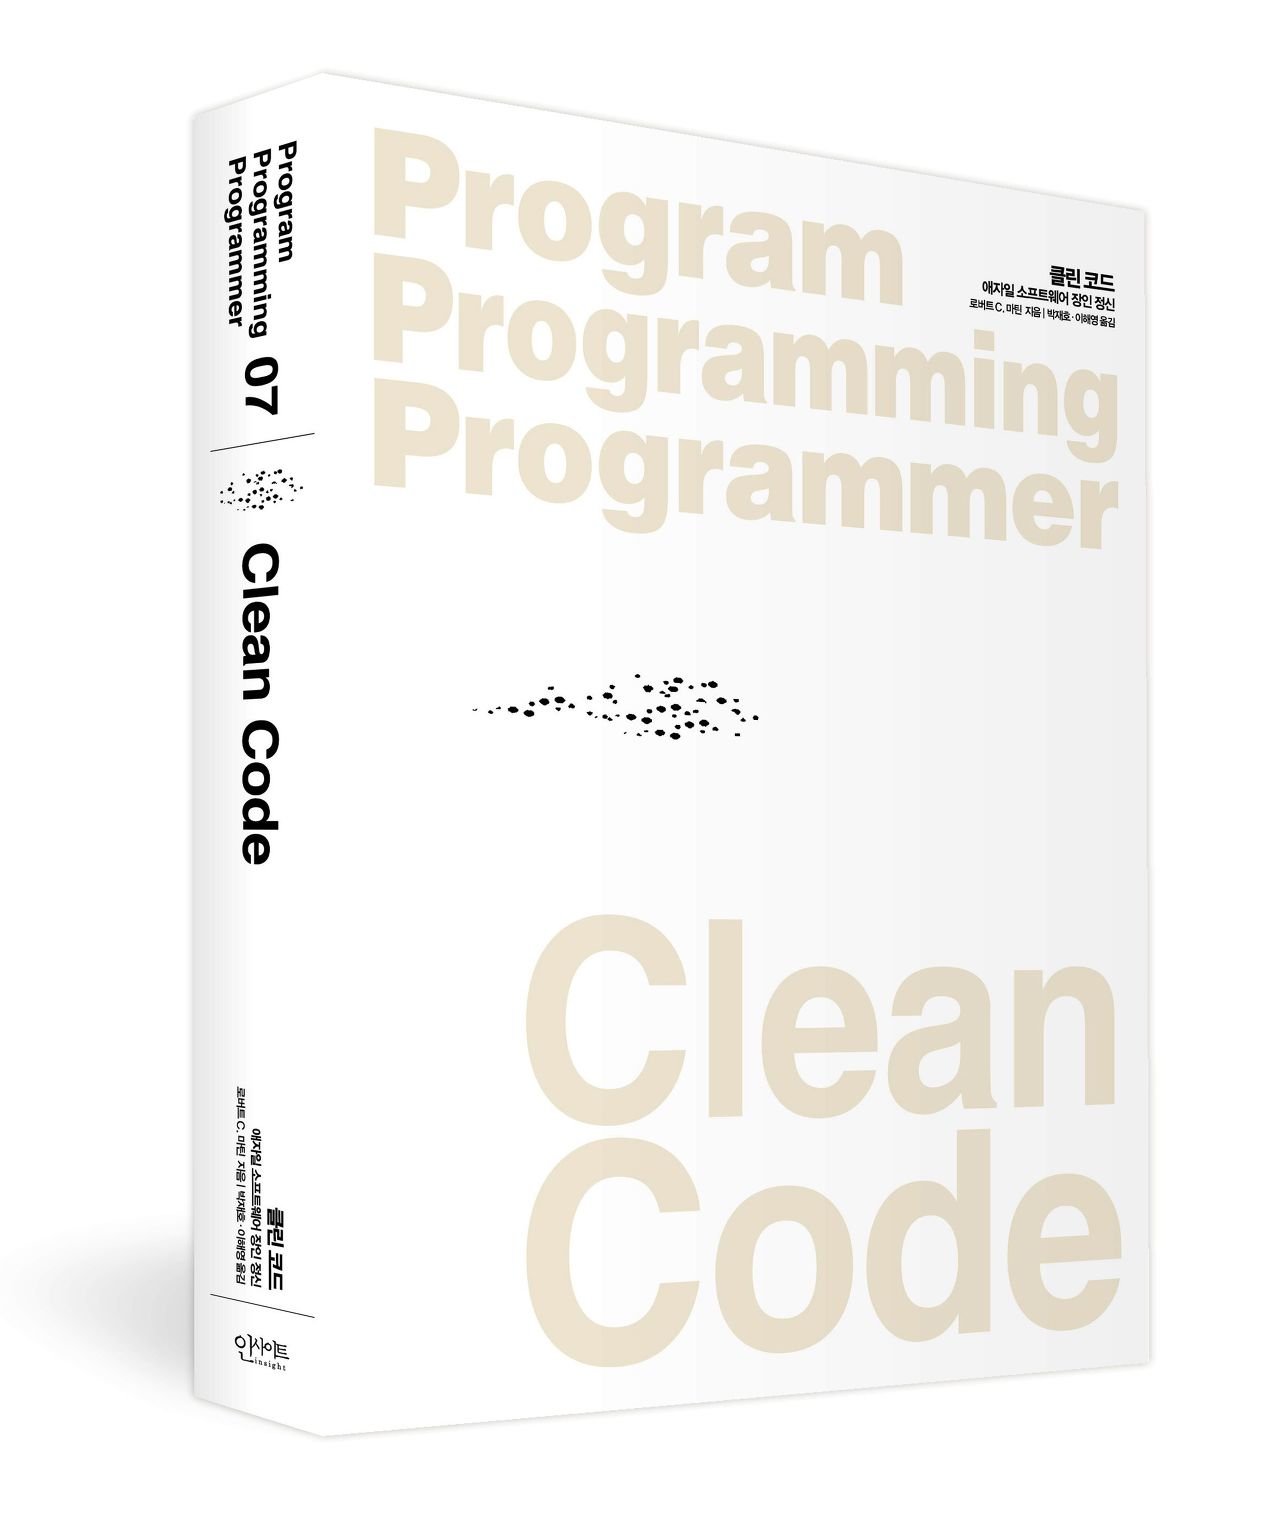 Program
Programming
Programmer
07
Clean Code
클린 코드
애자일 소프트웨어 장인 정신
로버트 C. 마틴 지음 | 박재호·이해영 옮김
인사이트
insight
Program
Programming
Programmer
클린 코드
애자일 소프트웨어 장인 정신
로버트 C. 마틴 지음 | 박재호·이해영 옮김
Clean
Code